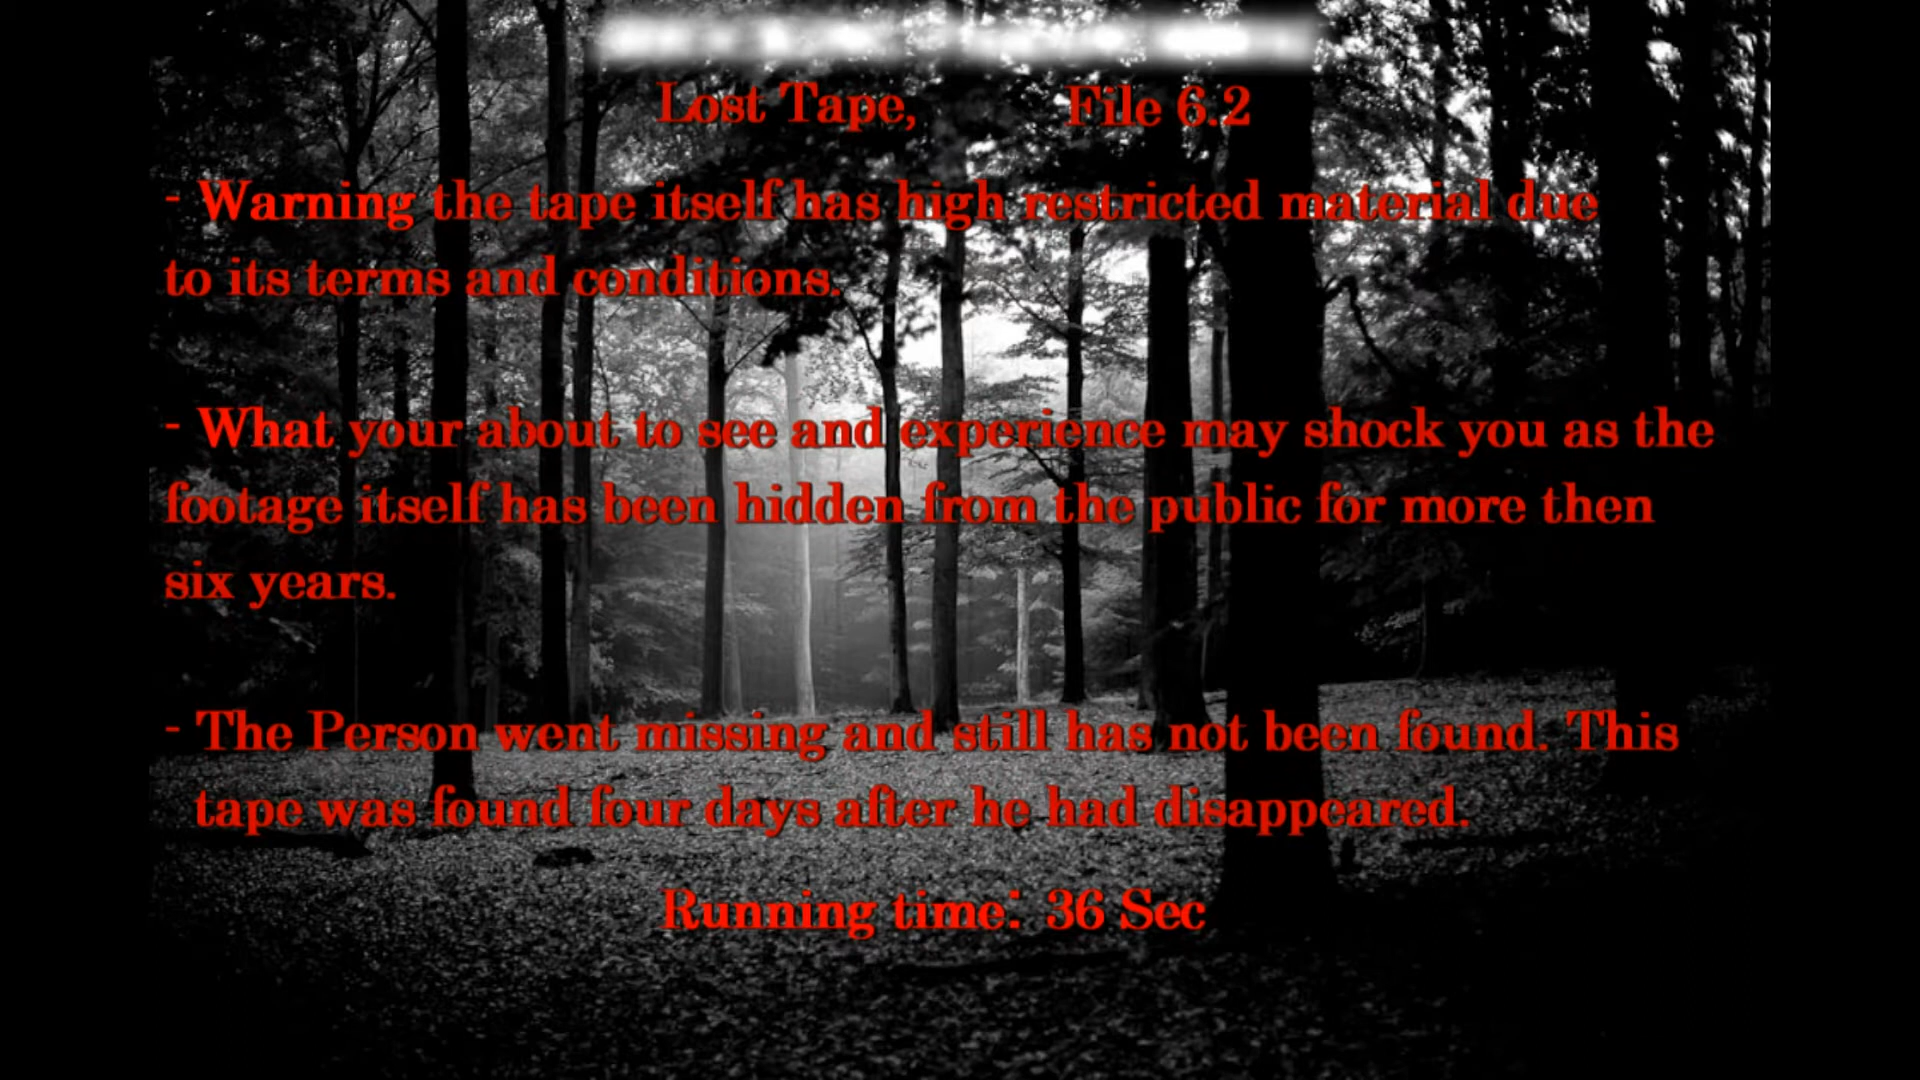 Lost Tape, File 6.2
- Warning the tape itself has high restricted material due
to its terms and conditions.
- What your about to see and experience may shock you as the
footage itself has been hidden from the public for more then
six years.
- The Person went missing and still has not been found. This
tape was found four days after he had disappeared.
Running time: 36 Sec